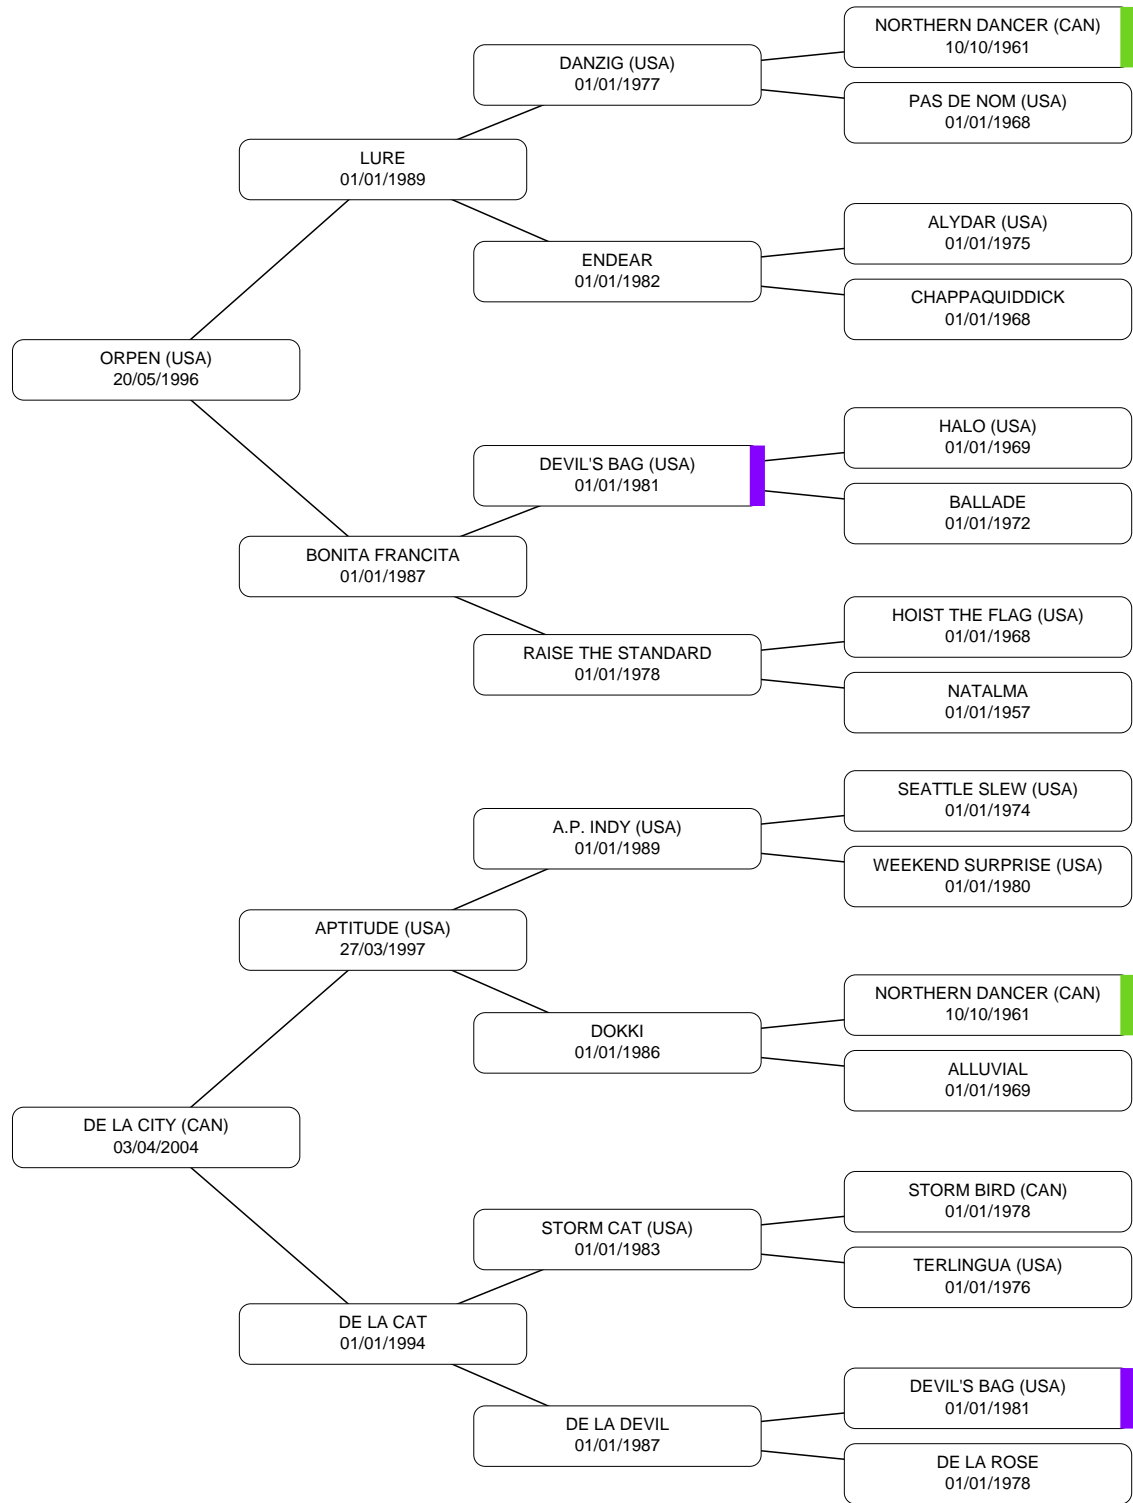 NORTHERN DANCER (CAN)
10/10/1961
DANZIG (USA)
01/01/1977
PAS DE NOM (USA)
01/01/1968
LURE
01/01/1989
ALYDAR (USA)
01/01/1975
ENDEAR
01/01/1982
CHAPPAQUIDDICK
01/01/1968
ORPEN (USA)
20/05/1996
HALO (USA)
01/01/1969
DEVIL'S BAG (USA)
01/01/1981
BALLADE
01/01/1972
BONITA FRANCITA
01/01/1987
HOIST THE FLAG (USA)
01/01/1968
RAISE THE STANDARD
01/01/1978
NATALMA
01/01/1957
SEATTLE SLEW (USA)
01/01/1974
A.P. INDY (USA)
01/01/1989
WEEKEND SURPRISE (USA)
01/01/1980
APTITUDE (USA)
27/03/1997
NORTHERN DANCER (CAN)
10/10/1961
DOKKI
01/01/1986
ALLUVIAL
01/01/1969
DE LA CITY (CAN)
03/04/2004
STORM BIRD (CAN)
01/01/1978
STORM CAT (USA)
01/01/1983
TERLINGUA (USA)
01/01/1976
DE LA CAT
01/01/1994
DEVIL'S BAG (USA)
01/01/1981
DE LA DEVIL
01/01/1987
DE LA ROSE
01/01/1978